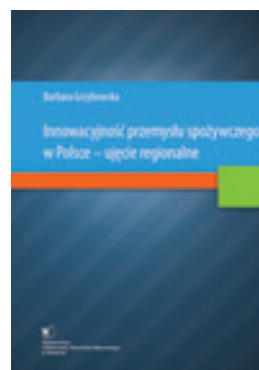 Barbara Grzybowska
Innowacyjność przemysłu spożywczego
w Polsce – ujęcie regionalne